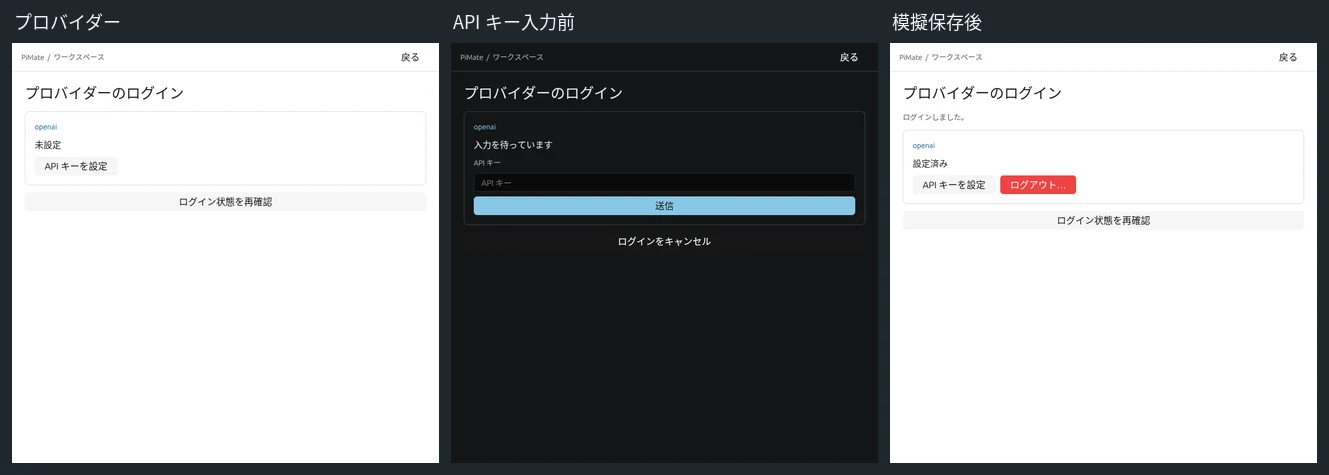 プロバイダー
PiMate / ワークスペース
戻る
プロバイダーのログイン
openai
未設定
API キーを設定
ログイン状態を再確認
API キー入力前
PiMate / ワークスペース
戻る
プロバイダーのログイン
openai
入力を待っています
API キー
API キー
送信
ログインをキャンセル
模擬保存後
PiMate / ワークスペース
戻る
プロバイダーのログイン
ログインしました。
openai
設定済み
API キーを設定
ログアウト...
ログイン状態を再確認